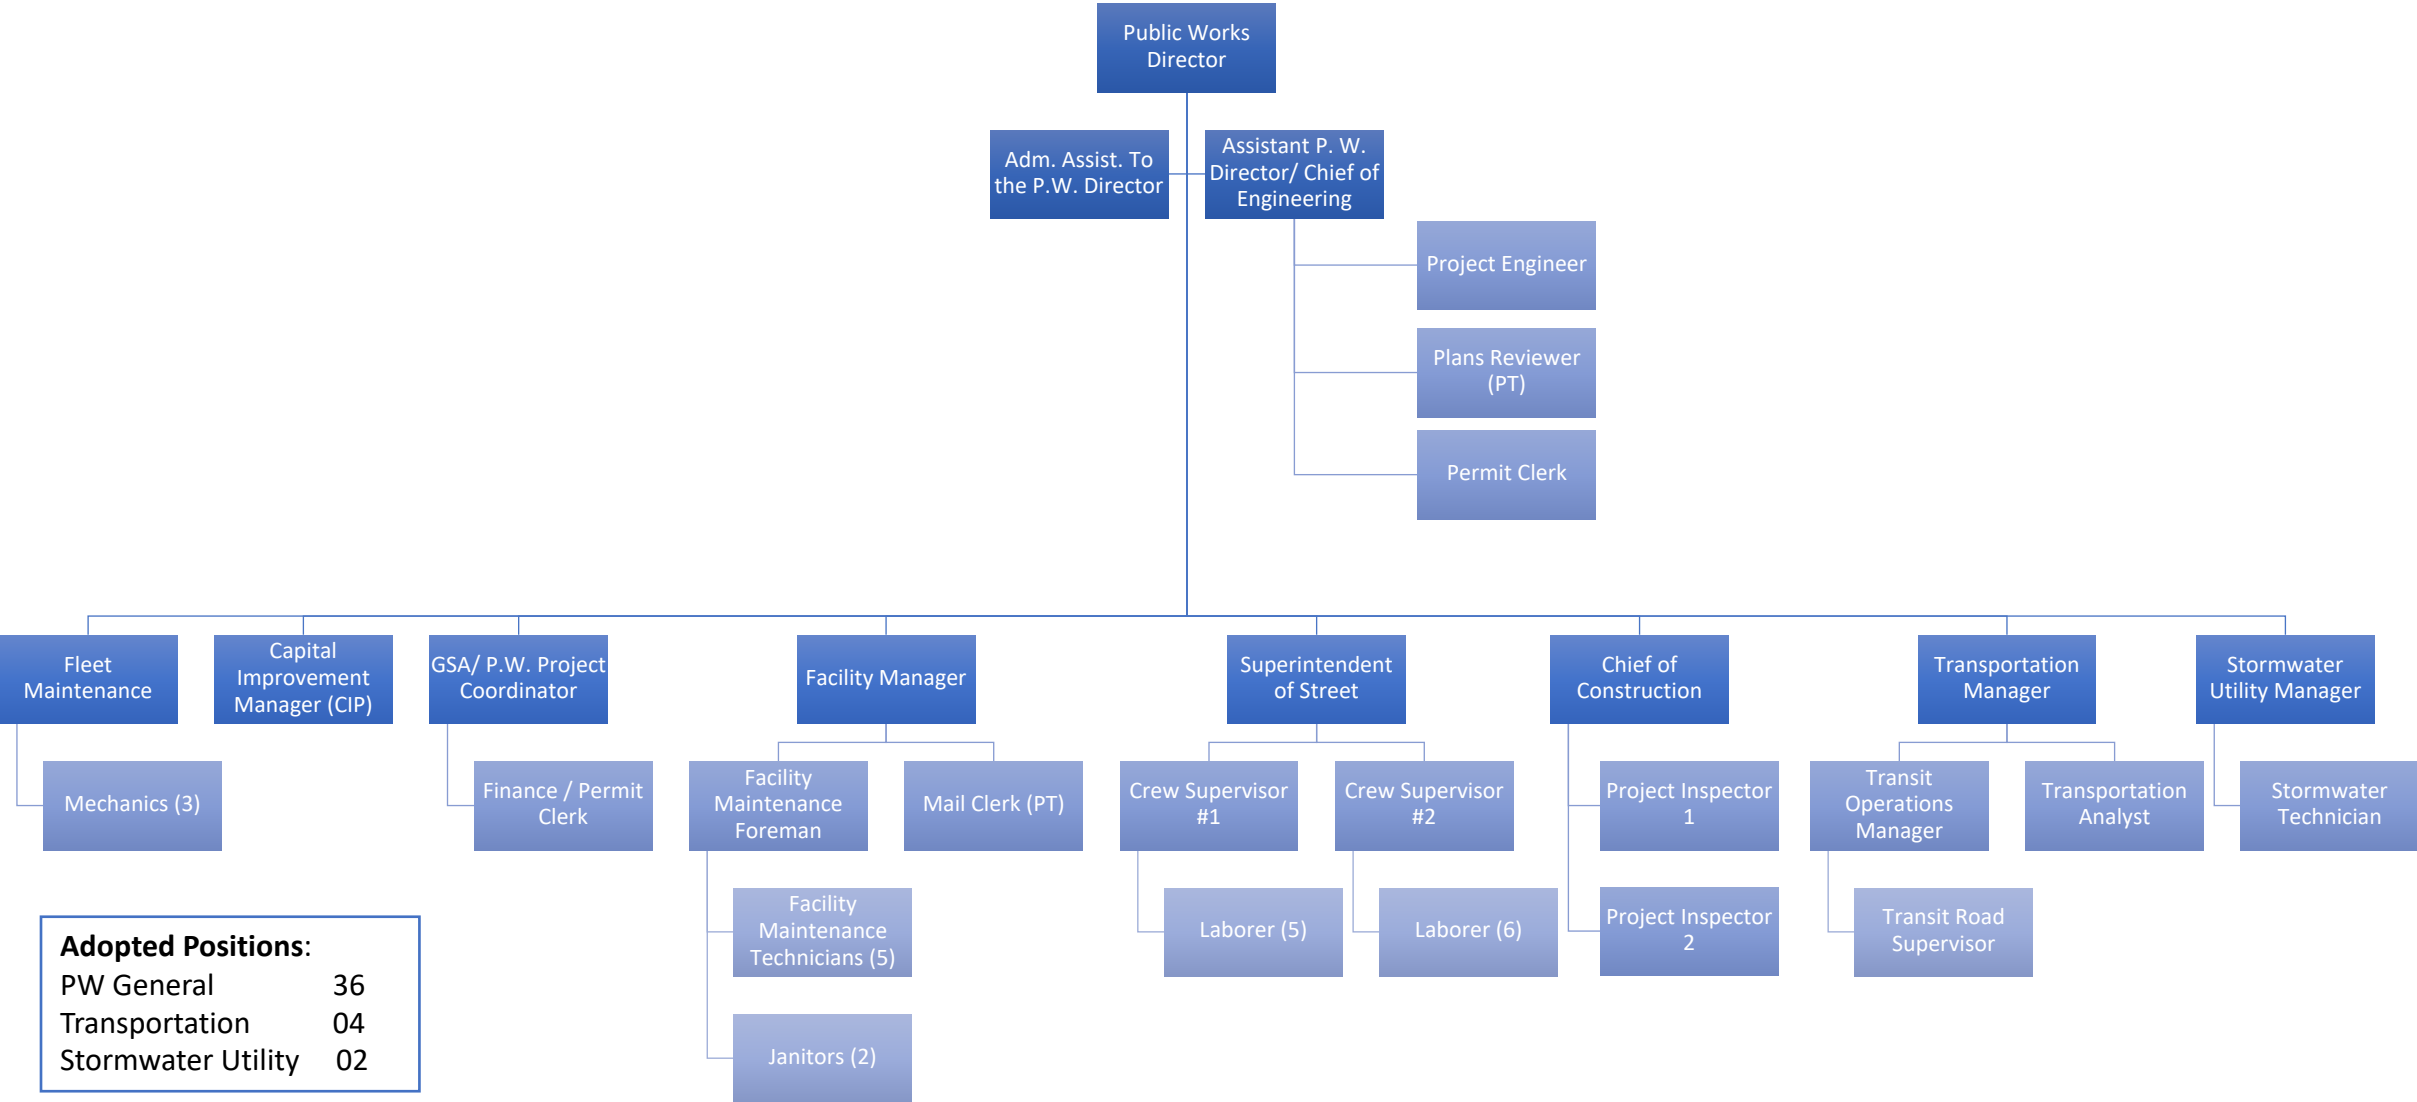 Public Works
Director
Adm. Assist. To
the P.W. Director
Assistant P. W.
Director/ Chief of
Engineering
Project Engineer
Plans Reviewer
(PT)
Permit Clerk
Fleet
Maintenance
Capital
Improvement
Manager (CIP)
GSA/ P.W. Project
Coordinator
Facility Manager
Superintendent
of Street
Chief of
Construction
Transportation
Manager
Stormwater
Utility Manager
Mechanics (3)
Finance / Permit
Clerk
Facility
Maintenance
Foreman
Mail Clerk (PT)
Crew Supervisor
#1
Crew Supervisor
#2
Project Inspector
1
Transit
Operations
Manager
Transportation
Analyst
Stormwater
Technician
Facility
Maintenance
Technicians (5)
Laborer (5)
Laborer (6)
Project Inspector
2
Transit Road
Supervisor
Janitors (2)
Adopted Positions:
PW General 36
Transportation 04
Stormwater Utility 02